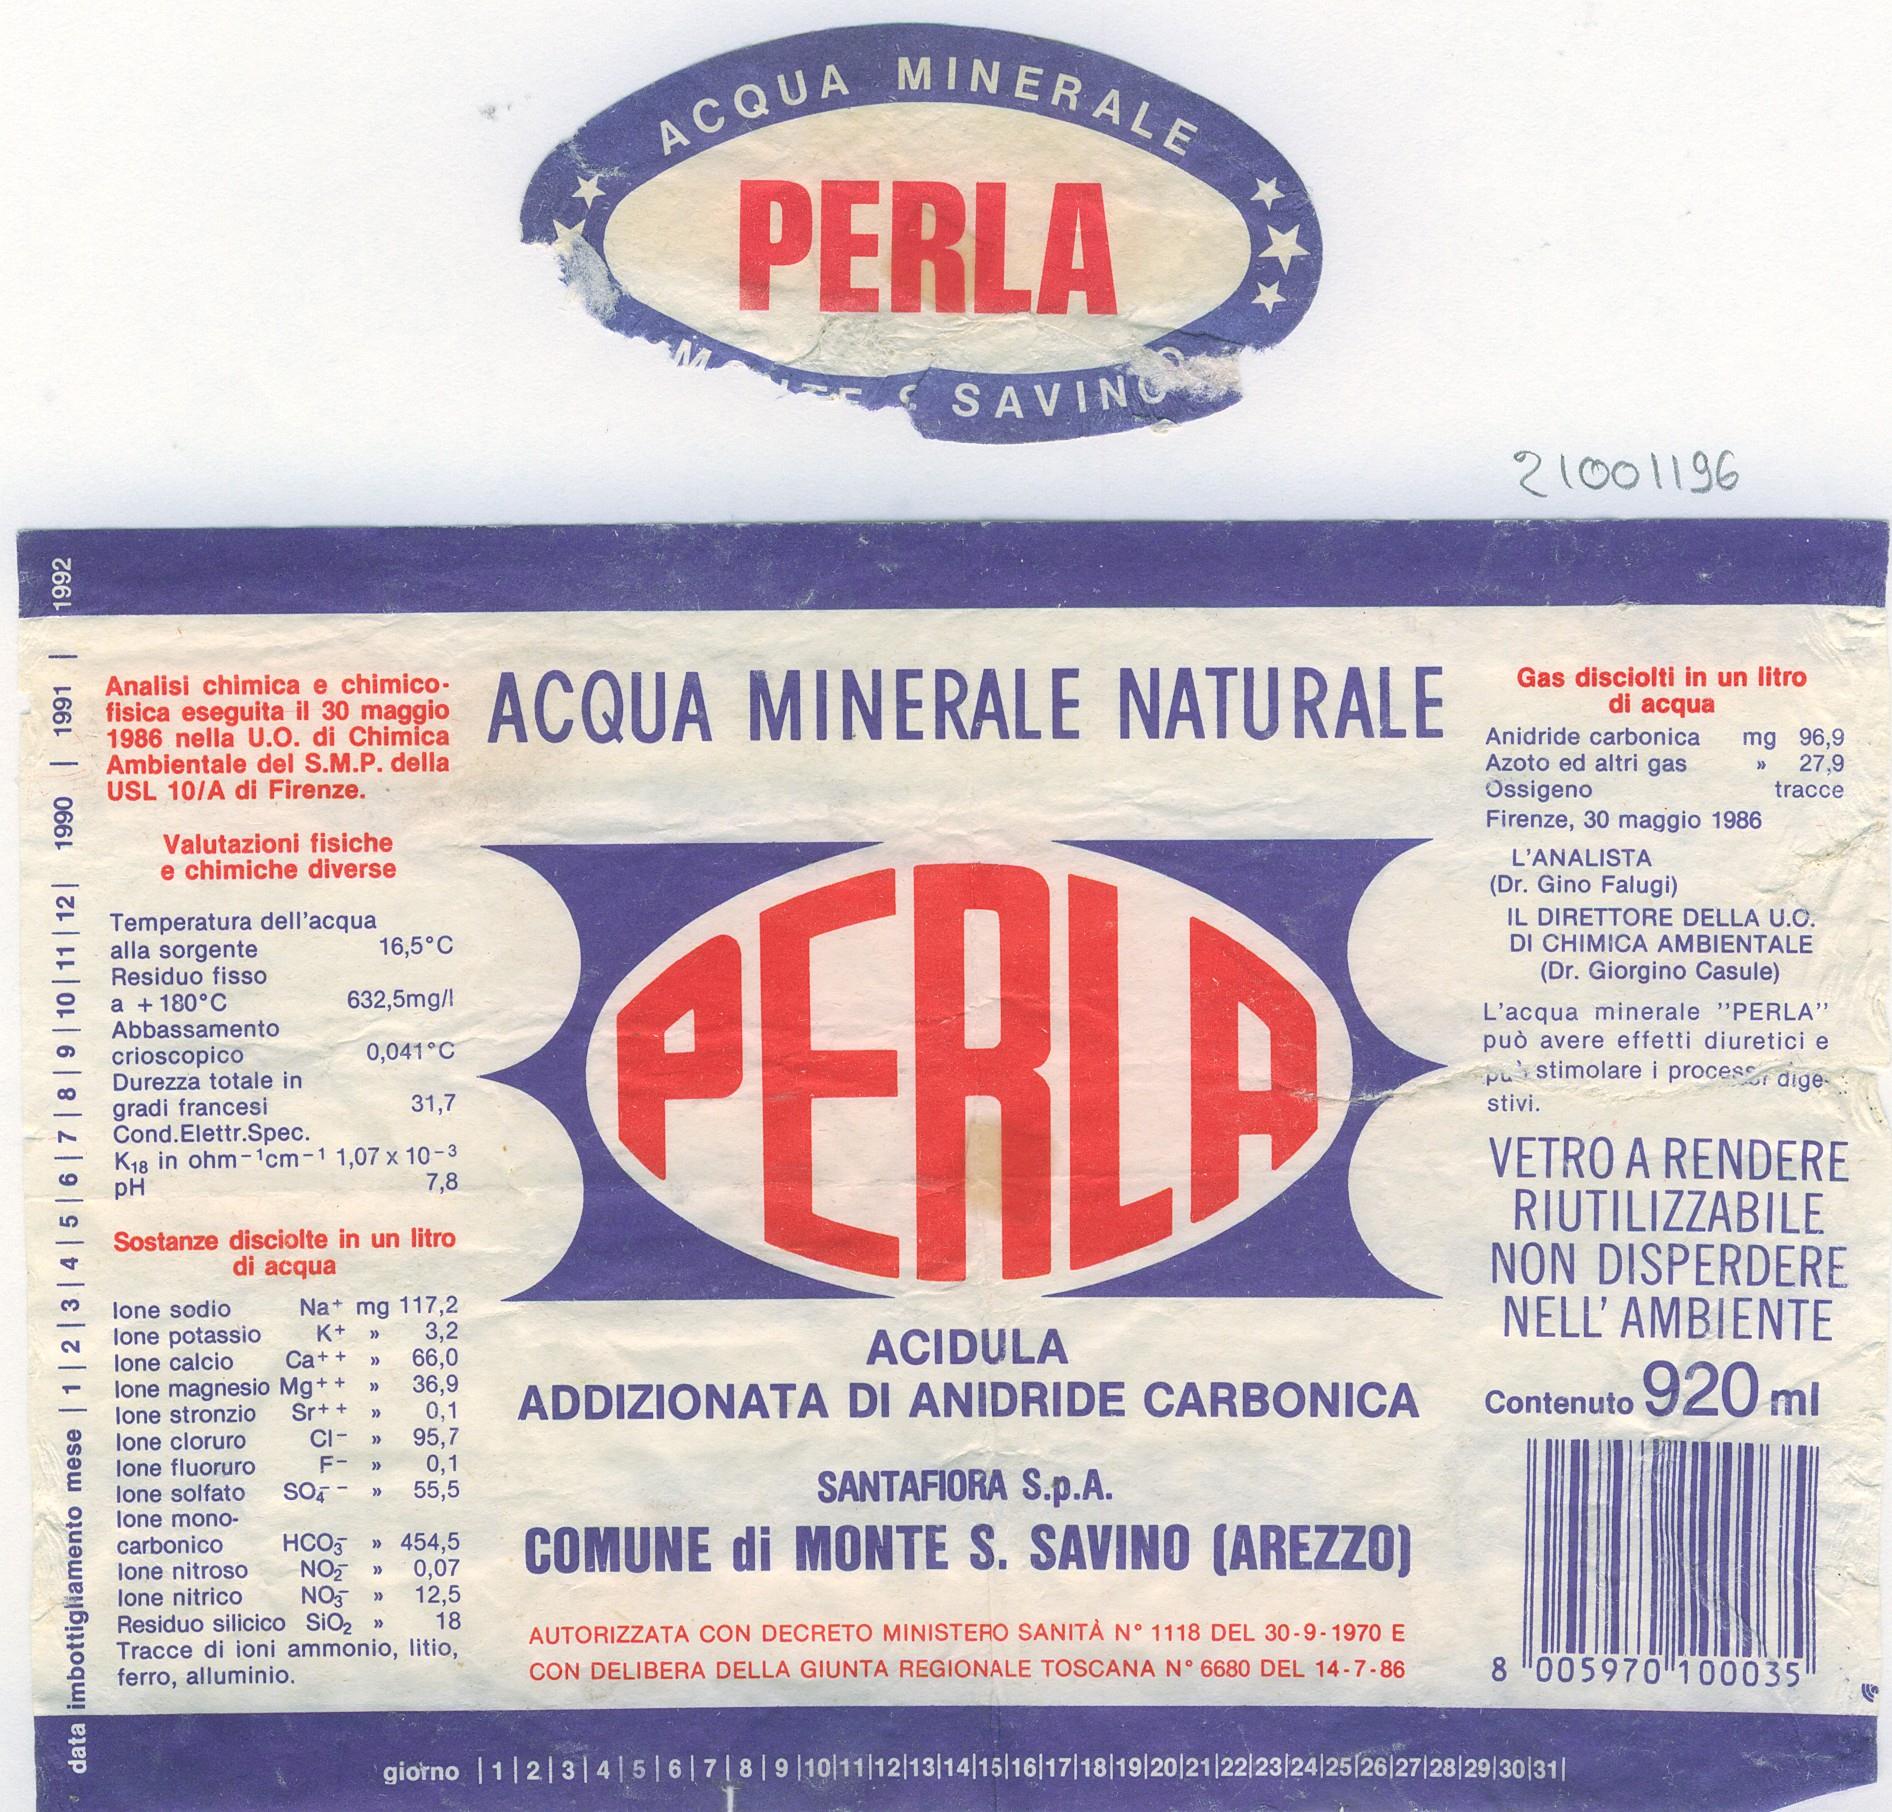 ACQUA MINERALE
PERLA
SAVINO
21001196
1992
1991
1990
data imbottigliamento mese | 1 | 2 | 3 | 4 | 5 | 6 | 7 | 8 | 9 | 10 | 11 | 12 |
Analisi chimica e chimico-
fisica eseguita il 30 maggio
1986 nella U.O. di Chimica
Ambientale del S.M.P. della
USL 10/A di Firenze.
Valutazioni fisiche
e chimiche diverse
Temperatura dell'acqua
alla sorgente 16,5°C
Residuo fisso
a + 180°C 632,5mg/l
Abbassamento
crioscopico 0,041°C
Durezza totale in
gradi francesi 31,7
Cond.Elettr.Spec.
K18 in ohm-1cm-1 1,07 x 10-3
pH 7,8
Sostanze disciolte in un litro
di acqua
Ione sodio Na+ mg 117,2
Ione potassio K+ » 3,2
Ione calcio Ca++ » 66,0
Ione magnesio Mg++ » 36,9
Ione stronzio Sr++ » 0,1
Ione cloruro Cl- » 95,7
Ione fluoruro F- » 0,1
Ione solfato SO4-- » 55,5
Ione mono-
carbonico HCO3- » 454,5
Ione nitroso NO2- » 0,07
Ione nitrico NO3- » 12,5
Residuo silicico SiO2 » 18
Tracce di ioni ammonio, litio,
ferro, alluminio.
ACQUA MINERALE NATURALE
PERLA
ACIDULA
ADDIZIONATA DI ANIDRIDE CARBONICA
SANTAFIORA S.p.A.
COMUNE di MONTE S. SAVINO (AREZZO)
AUTORIZZATA CON DECRETO MINISTERO SANITÀ N° 1118 DEL 30-9-1970 E
CON DELIBERA DELLA GIUNTA REGIONALE TOSCANA N° 6680 DEL 14-7-86
Gas disciolti in un litro
di acqua
Anidride carbonica mg 96,9
Azoto ed altri gas » 27,9
Ossigeno tracce
Firenze, 30 maggio 1986
L'ANALISTA
(Dr. Gino Falugi)
IL DIRETTORE DELLA U.O.
DI CHIMICA AMBIENTALE
(Dr. Giorgino Casule)
L'acqua minerale "PERLA"
può avere effetti diuretici e
può stimolare i processi dige-
stivi.
VETRO A RENDERE
RIUTILIZZABILE
NON DISPERDERE
NELL'AMBIENTE
Contenuto 920 ml
8 005970 100035
giorno | 1 | 2 | 3 | 4 | 5 | 6 | 7 | 8 | 9 |10|11|12|13|14|15|16|17|18|19|20|21|22|23|24|25|26|27|28|29|30|31|